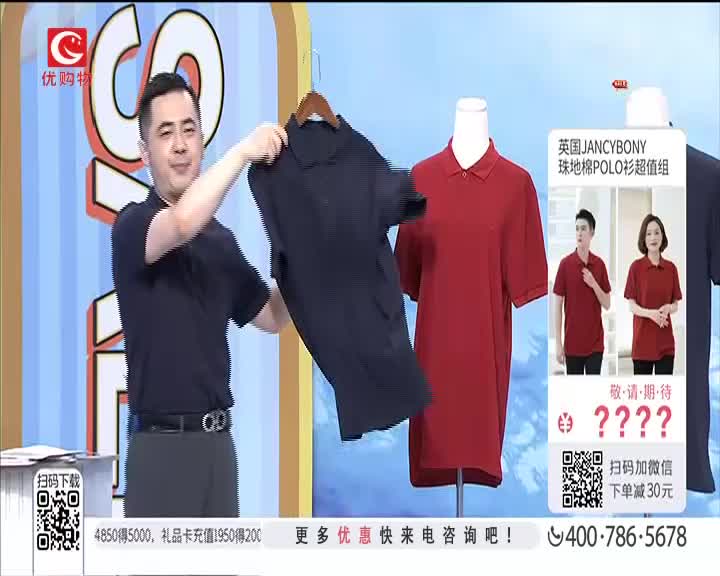 优购物
英国JANCYBONY
珠地棉POLO衫超值组
敬·请·期·待
¥ ????
扫码加微信
下单减30元
扫码下载
4850得5000，礼品卡充值1950得200
更多优惠快来电咨询吧！
400-786-5678